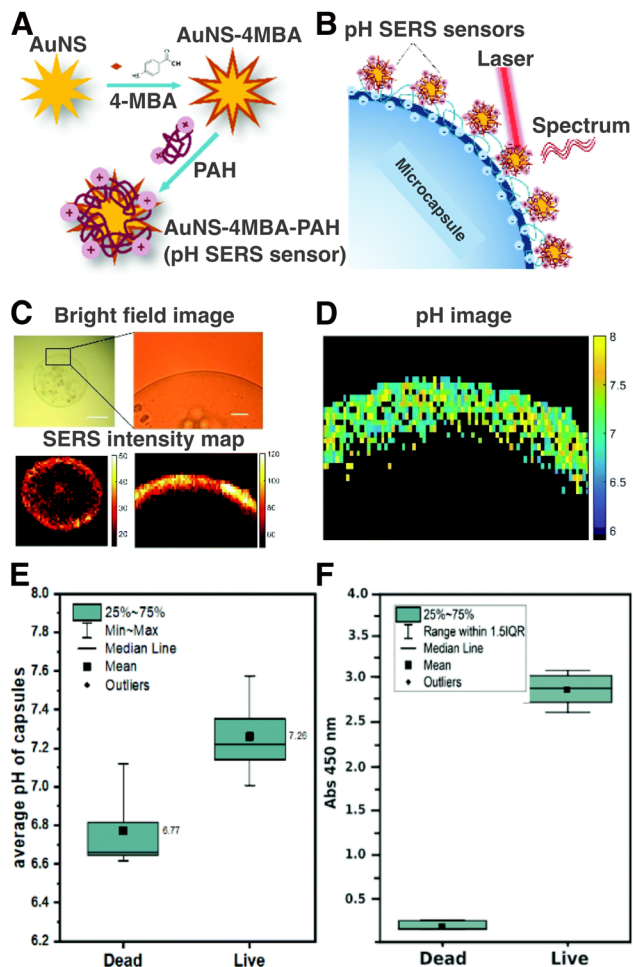 A
AuNS
AuNS-4MBA
4-MBA
HS
OH
PAH
AuNS-4MBA-PAH
(pH SERS sensor)
B
pH SERS sensors
Laser
Spectrum
Microcapsule
C
Bright field image
SERS intensity map
50
40
30
20
120
100
80
60
D
pH image
8
7.5
7
6.5
6
E
8.0
7.8
7.6
7.4
7.2
7.0
6.8
6.6
6.4
6.2
average pH of capsules
25%~75%
Min~Max
Median Line
Mean
Outliers
7.26
6.77
Dead
Live
F
4.0
3.5
3.0
2.5
2.0
1.5
1.0
0.5
Abs 450 nm
25%~75%
Range within 1.5IQR
Median Line
Mean
Outliers
Dead
Live